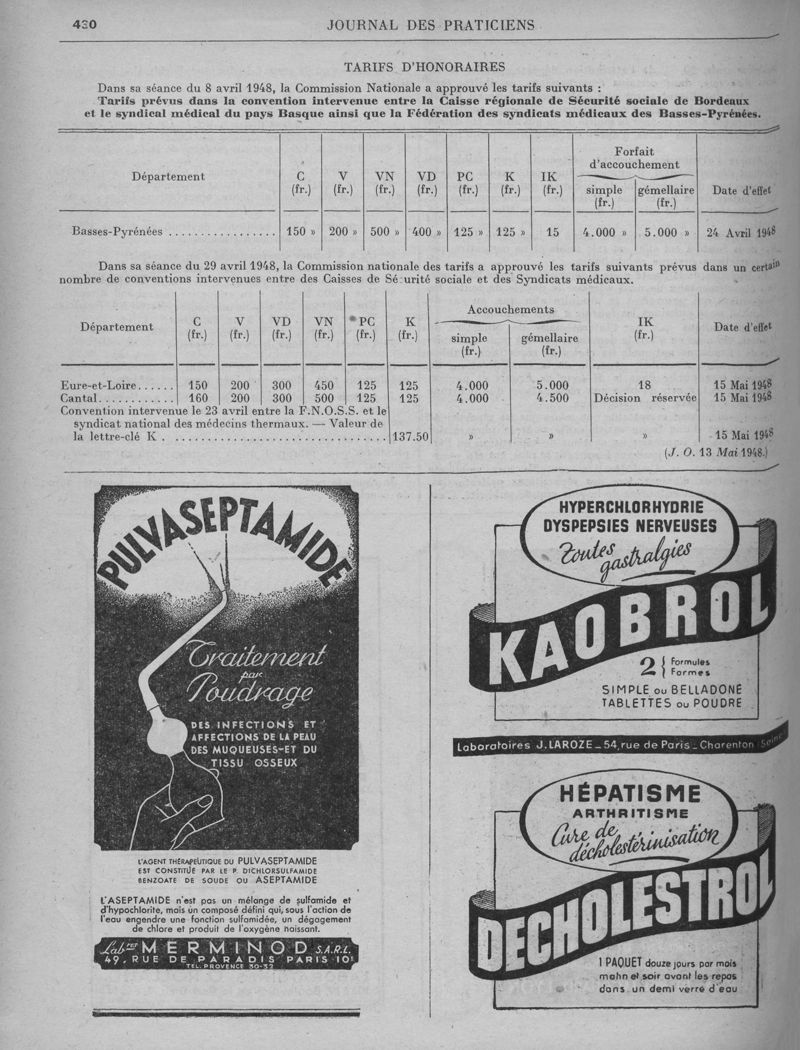 430
JOURNAL DES PRATICIENS
TARIFS D'HONORAIRES
Dans sa séance du 8 avril 1948, la Commission Nationale a approuvé les tarifs suivants :
Tarifs prévus dans la convention intervenue entre la Caisse régionale de Sécurité sociale de Bordeaux
et le syndical médical du pays Basque ainsi que la Fédération des syndicats médicaux des Basses-Pyrénées.
Forfait
d'accouchement
Département C V VN VD PC K IK
(fr.) (fr.) (fr.) (fr.) (fr.) (fr.) (fr.) simple gémellaire Date d'effet
(fr.) (fr.)
Basses-Pyrénées ................. 150 » 200 » 500 » 400 » 125 » 125 » 15 4.000 » 5.000 » 24 Avril 1948
Dans sa séance du 29 avril 1948, la Commission nationale des tarifs a approuvé les tarifs suivants prévus dans un certain
nombre de conventions intervenues entre des Caisses de Sé urité sociale et des Syndicats médicaux.
Accouchements
Département C V VD VN PC K IK Date d'effet
(fr.) (fr.) (fr.) (fr.) (fr.) (fr.) simple gémellaire (fr.)
(fr.) (fr.)
Eure-et-Loire...... 150 200 300 450 125 125 4.000 5.000 18 15 Mai 1948
Cantal............ 160 200 300 500 125 125 4.000 4.500 Décision réservée 15 Mai 1948
Convention intervenue le 23 avril entre la F.N.O.S.S. et le
syndicat national des médecins thermaux. — Valeur de
la lettre-clé K ................................. 137.50 » » » 15 Mai 1948
(J. O. 13 Mai 1948.)
PULVASEPTAMIDE
Traitement
par
Poudrage
DES INFECTIONS ET
AFFECTIONS DE LA PEAU
DES MUQUEUSES-ET DU
TISSU OSSEUX
L'AGENT THÉRAPEUTIQUE DU PULVASEPTAMIDE
EST CONSTITUÉ PAR LE P. DICHLORSULFAMIDE
BENZOATE DE SOUDE OU ASEPTAMIDE
L'ASEPTAMIDE n'est pas un mélange de sulfamide et
d'hypochlorite, mais un composé défini qui, sous l'action de
l'eau engendre une fonction sulfamidée, un dégagement
de chlore et produit de l'oxygène naissant.
Labres MERMINOD S.A.R.L.
49, RUE DE PARADIS PARIS 10e
TEL. PROVENCE 30-32
HYPERCHLORHYDRIE
DYSPEPSIES NERVEUSES
Toutes
gastralgies
KAOBROL
2 { Formules
Formes
SIMPLE ou BELLADONÉ
TABLETTES ou POUDRE
Laboratoires J. LAROZE _ 54, rue de Paris _ Charenton Seine
HÉPATISME
ARTHRITISME
Cure de
décholestérinisation
DECHOLESTROL
1 PAQUET douze jours par mois
matin et soir avant les repas
dans un demi verre d'eau